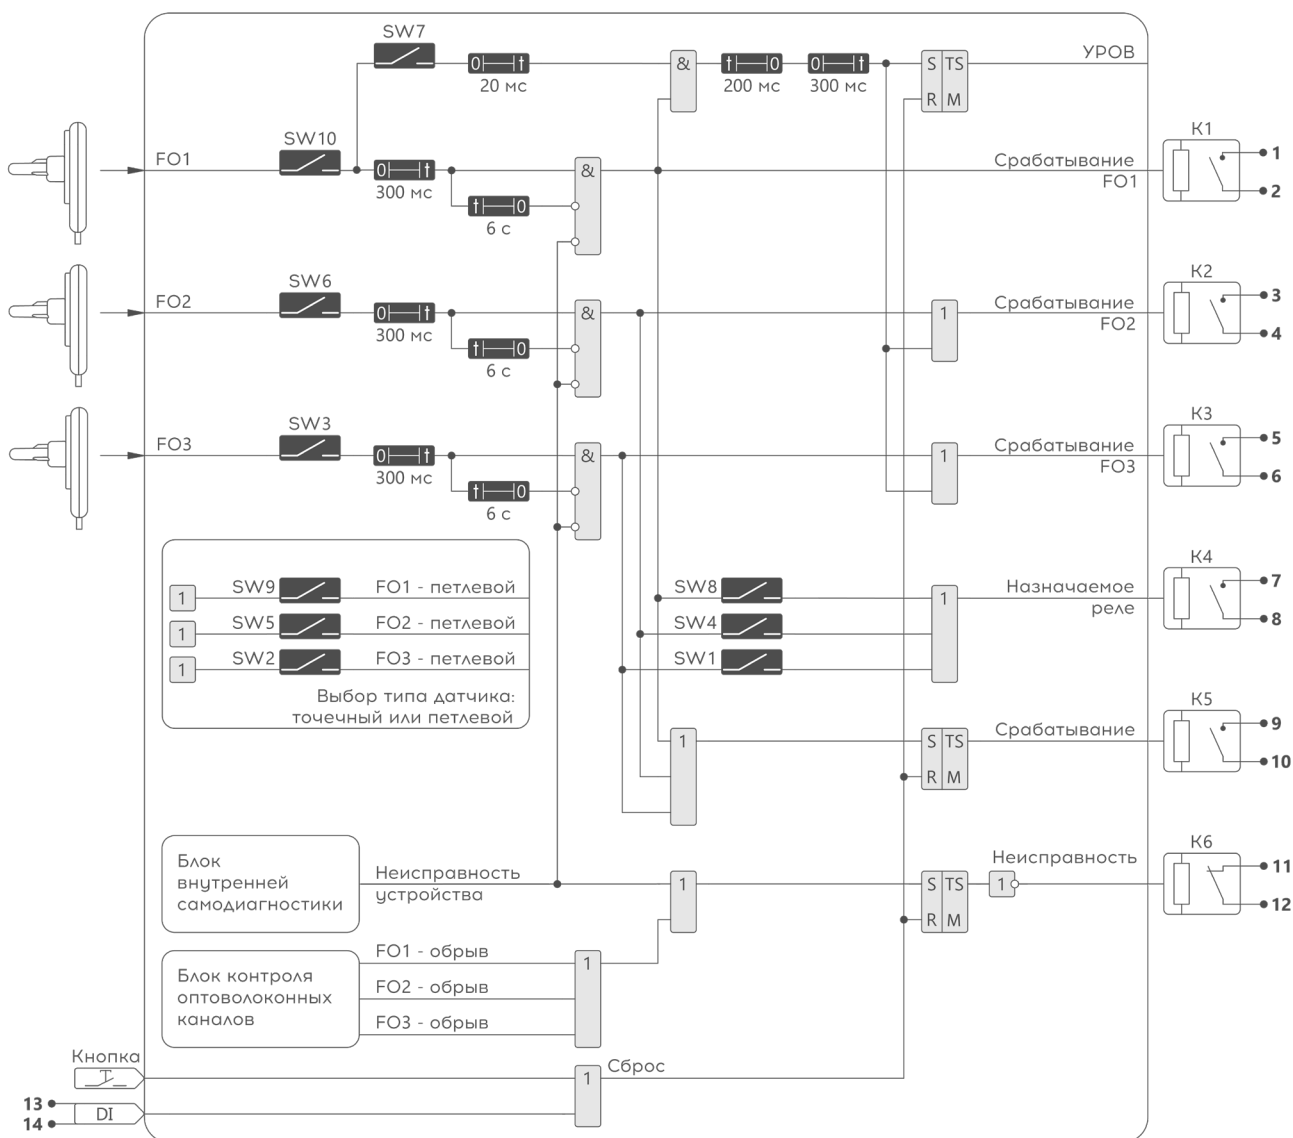 SW7
0 t
20 мс
&
t 0
200 мс
0 t
300 мс
S TS
R M
УРОВ
FO1
SW10
0 t
300 мс
t 0
6 с
&
Срабатывание
FO1
K1
1
2
FO2
SW6
0 t
300 мс
t 0
6 с
&
1
Срабатывание
FO2
K2
3
4
FO3
SW3
0 t
300 мс
t 0
6 с
&
1
Срабатывание
FO3
K3
5
6
1
SW9
FO1 - петлевой
1
SW5
FO2 - петлевой
1
SW2
FO3 - петлевой
Выбор типа датчика:
точечный или петлевой
SW8
SW4
SW1
1
Назначаемое
реле
K4
7
8
1
S TS
R M
Срабатывание
K5
9
10
Блок
внутренней
самодиагностики
Неисправность
устройства
1
S TS
R M
1
Неисправность
K6
11
12
Блок контроля
оптоволоконных
каналов
FO1 - обрыв
FO2 - обрыв
FO3 - обрыв
1
Кнопка
1
Сброс
13
14
DI